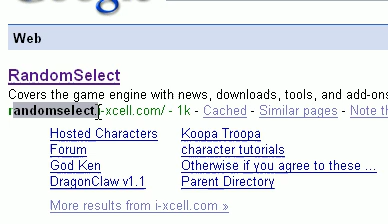 Google
Web
RandomSelect
Covers the game engine with news, downloads, tools, and add-ons
randomselect.i-xcell.com/ - 1k - Cached - Similar pages - Note th
Hosted Characters Koopa Troopa
Forum character tutorials
God Ken Otherwise if you agree to these ...
DragonClaw v1.1 Parent Directory
More results from i-xcell.com »